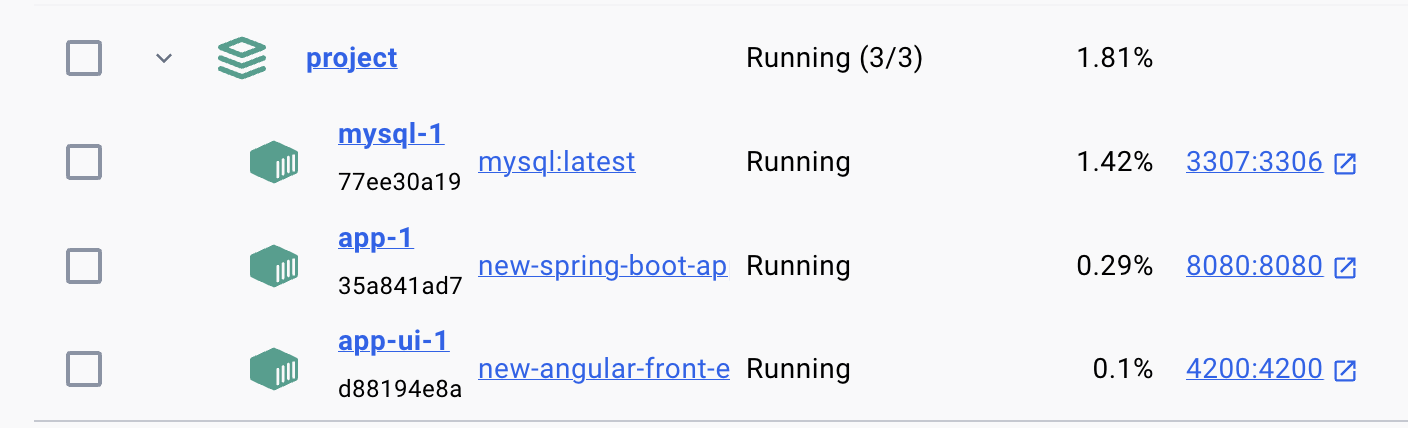 project Running (3/3) 1.81%
mysql-1
77ee30a19 mysql:latest Running 1.42% 3307:3306
app-1
35a841ad7 new-spring-boot-ap Running 0.29% 8080:8080
app-ui-1
d88194e8a new-angular-front-e Running 0.1% 4200:4200